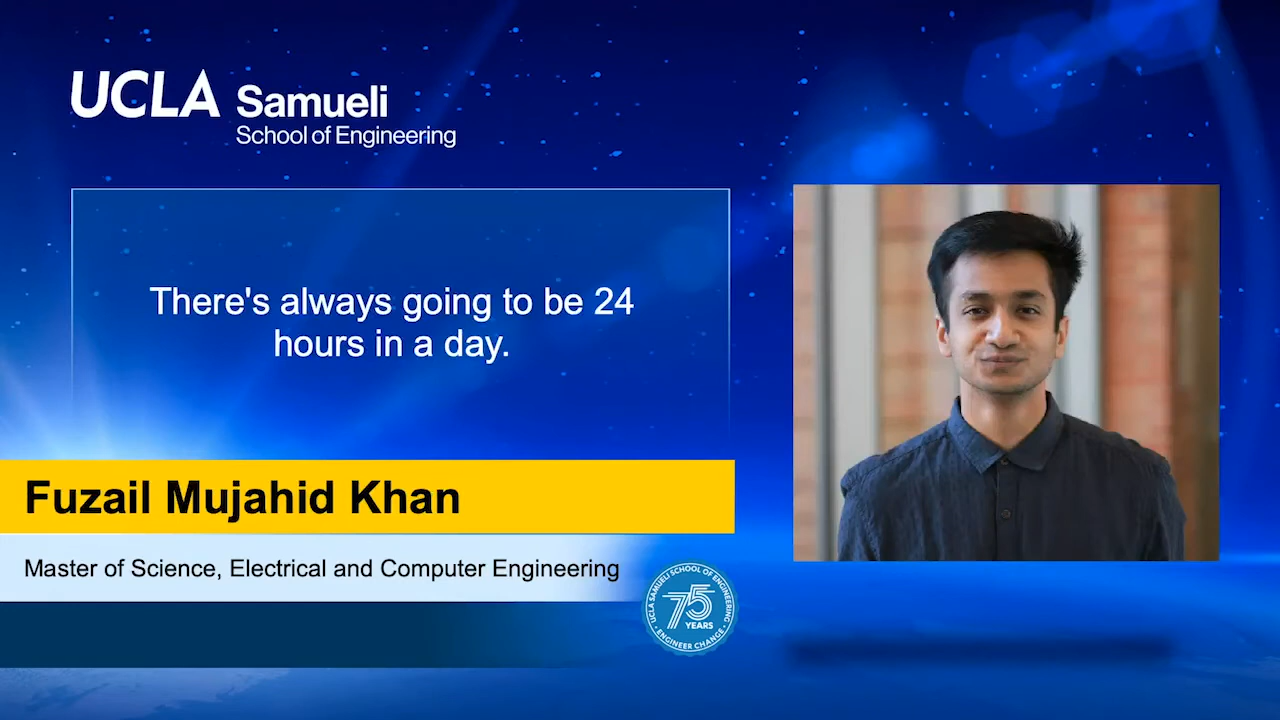 UCLA Samueli
School of Engineering
There's always going to be 24
hours in a day.
Fuzail Mujahid Khan
Master of Science, Electrical and Computer Engineering
UCLA SAMUELI SCHOOL OF ENGINEERING
75
YEARS
• ENGINEER CHANGE •